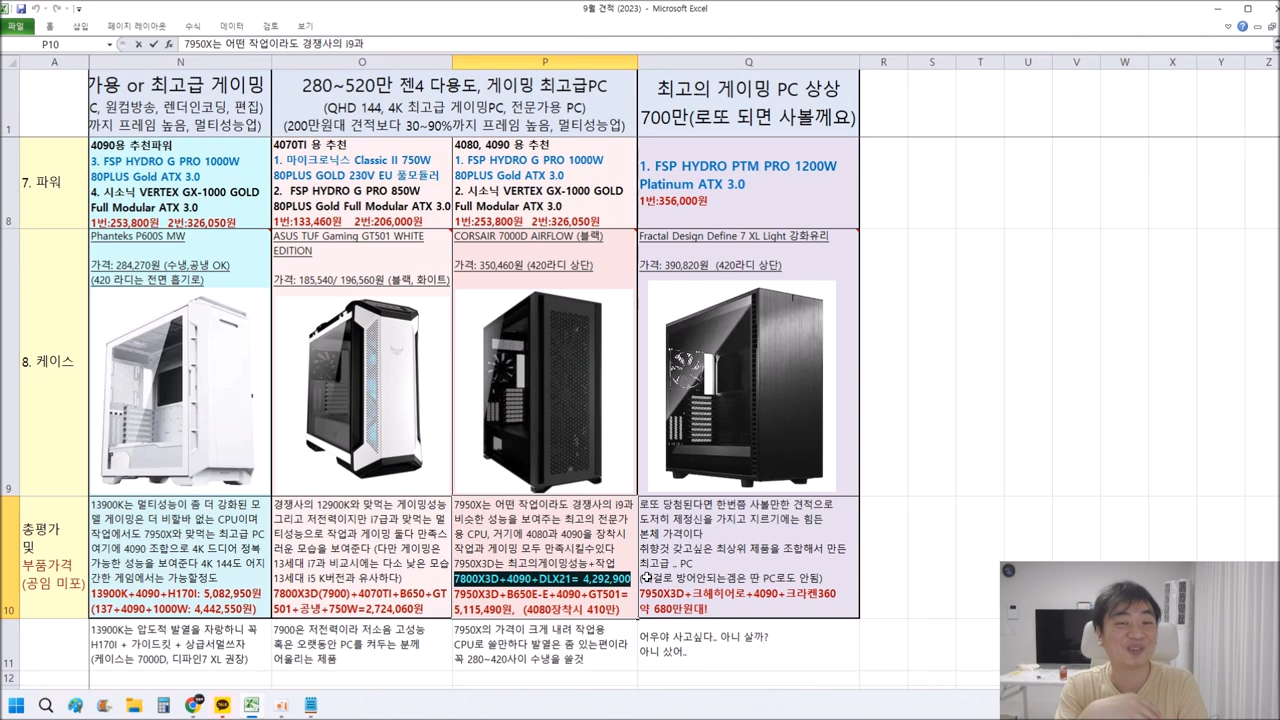 9월 견적 (2023) - Microsoft Excel
파일 홈 삽입 페이지 레이아웃 수식 데이터 검토 보기
P10 7950X는 어떤 작업이라도 경쟁사의 i9과
A N O P Q R S T U V W X Y Z
1
가용 or 최고급 게이밍
C, 원컴방송, 렌더인코딩, 편집)
까지 프레임 높음, 멀티성능업)
280~520만 젠4 다용도, 게이밍 최고급PC
(QHD 144, 4K 최고급 게이밍PC, 전문가용 PC)
(200만원대 견적보다 30~90%까지 프레임 높음, 멀티성능업)
최고의 게이밍 PC 상상
700만(로또 되면 사볼께요)
8
7. 파워
4090용 추천파워
3. FSP HYDRO G PRO 1000W
80PLUS Gold ATX 3.0
4. 시소닉 VERTEX GX-1000 GOLD
Full Modular ATX 3.0
1번:253,800원 2번:326,050원
4070TI 용 추천
1. 마이크로닉스 Classic II 750W
80PLUS GOLD 230V EU 풀모듈러
2. FSP HYDRO G PRO 850W
80PLUS Gold Full Modular ATX 3.0
1번:133,460원 2번:206,000원
4080, 4090 용 추천
1. FSP HYDRO G PRO 1000W
80PLUS Gold ATX 3.0
2. 시소닉 VERTEX GX-1000 GOLD
Full Modular ATX 3.0
1번:253,800원 2번:326,050원
1. FSP HYDRO PTM PRO 1200W
Platinum ATX 3.0
1번:356,000원
9
8. 케이스
Phanteks P600S MW
가격: 284,270원 (수냉,공냉 OK)
(420 라디는 전면 흡기로)
ASUS TUF Gaming GT501 WHITE
EDITION
가격: 185,540/ 196,560원 (블랙, 화이트)
CORSAIR 7000D AIRFLOW (블랙)
가격: 350,460원 (420라디 상단)
Fractal Design Define 7 XL Light 강화유리
가격: 390,820원 (420라디 상단)
10
총평가
및
부품가격
(공임 미포)
13900K는 멀티성능이 좀 더 강화된 모
델 게이밍은 더 비할바 없는 CPU이며
작업에서도 7950X와 맞먹는 최고급 PC
여기에 4090 조합으로 4K 드디어 정복
가능한 성능을 보여준다 4K 144도 어지
간한 게임에서는 가능할정도
13900K+4090+H170I: 5,082,950원
(137+4090+1000W: 4,442,550원)
경쟁사의 12900K와 맞먹는 게이밍성능
그리고 저전력이지만 i7급과 맞먹는 멀
티성능으로 작업과 게이밍 둘다 만족스
러운 모습을 보여준다 (다만 게이밍은
13세대 i7과 비교시에는 다소 낮은 모습
13세대 i5 K버전과 유사하다)
7800X3D(7900)+4070TI+B650+GT
501+공냉+750W=2,724,060원
7950X는 어떤 작업이라도 경쟁사의 i9과
비슷한 성능을 보여주는 최고의 전문가
용 CPU, 거기에 4080과 4090을 장착시
작업과 게이밍 모두 만족시킬수있다
7950X3D는 최고의게이밍성능+작업
7800X3D+4090+DLX21= 4,292,900
7950X3D+B650E-E+4090+GT501=
5,115,490원, (4080장착시 410만)
로또 당첨된다면 한번쯤 사볼만한 견적으로
도저히 제정신을 가지고 지르기에는 힘든
본체 가격이다
취향것 갖고싶은 최상위 제품을 조합해서 만든
최고급 .. PC
걸로 방어안되는겜은 딴 PC로도 안됨)
7950X3D+크헤히어로+4090+크라켄360
약 680만원대!
11
13900K는 압도적 발열을 자랑하니 꼭
H170I + 가이드킷 + 상급서멀쓰자
(케이스는 7000D, 디파인7 XL 권장)
7900은 저전력이라 저소음 고성능
혹은 오랫동안 PC를 켜두는 분께
어울리는 제품
7950X의 가격이 크게 내려 작업용
CPU로 쓸만하다 발열은 좀 있는편이라
꼭 280~420사이 수냉을 쓸것
어우야 사고싶다.. 아니 살까?
아니 샀어..
12